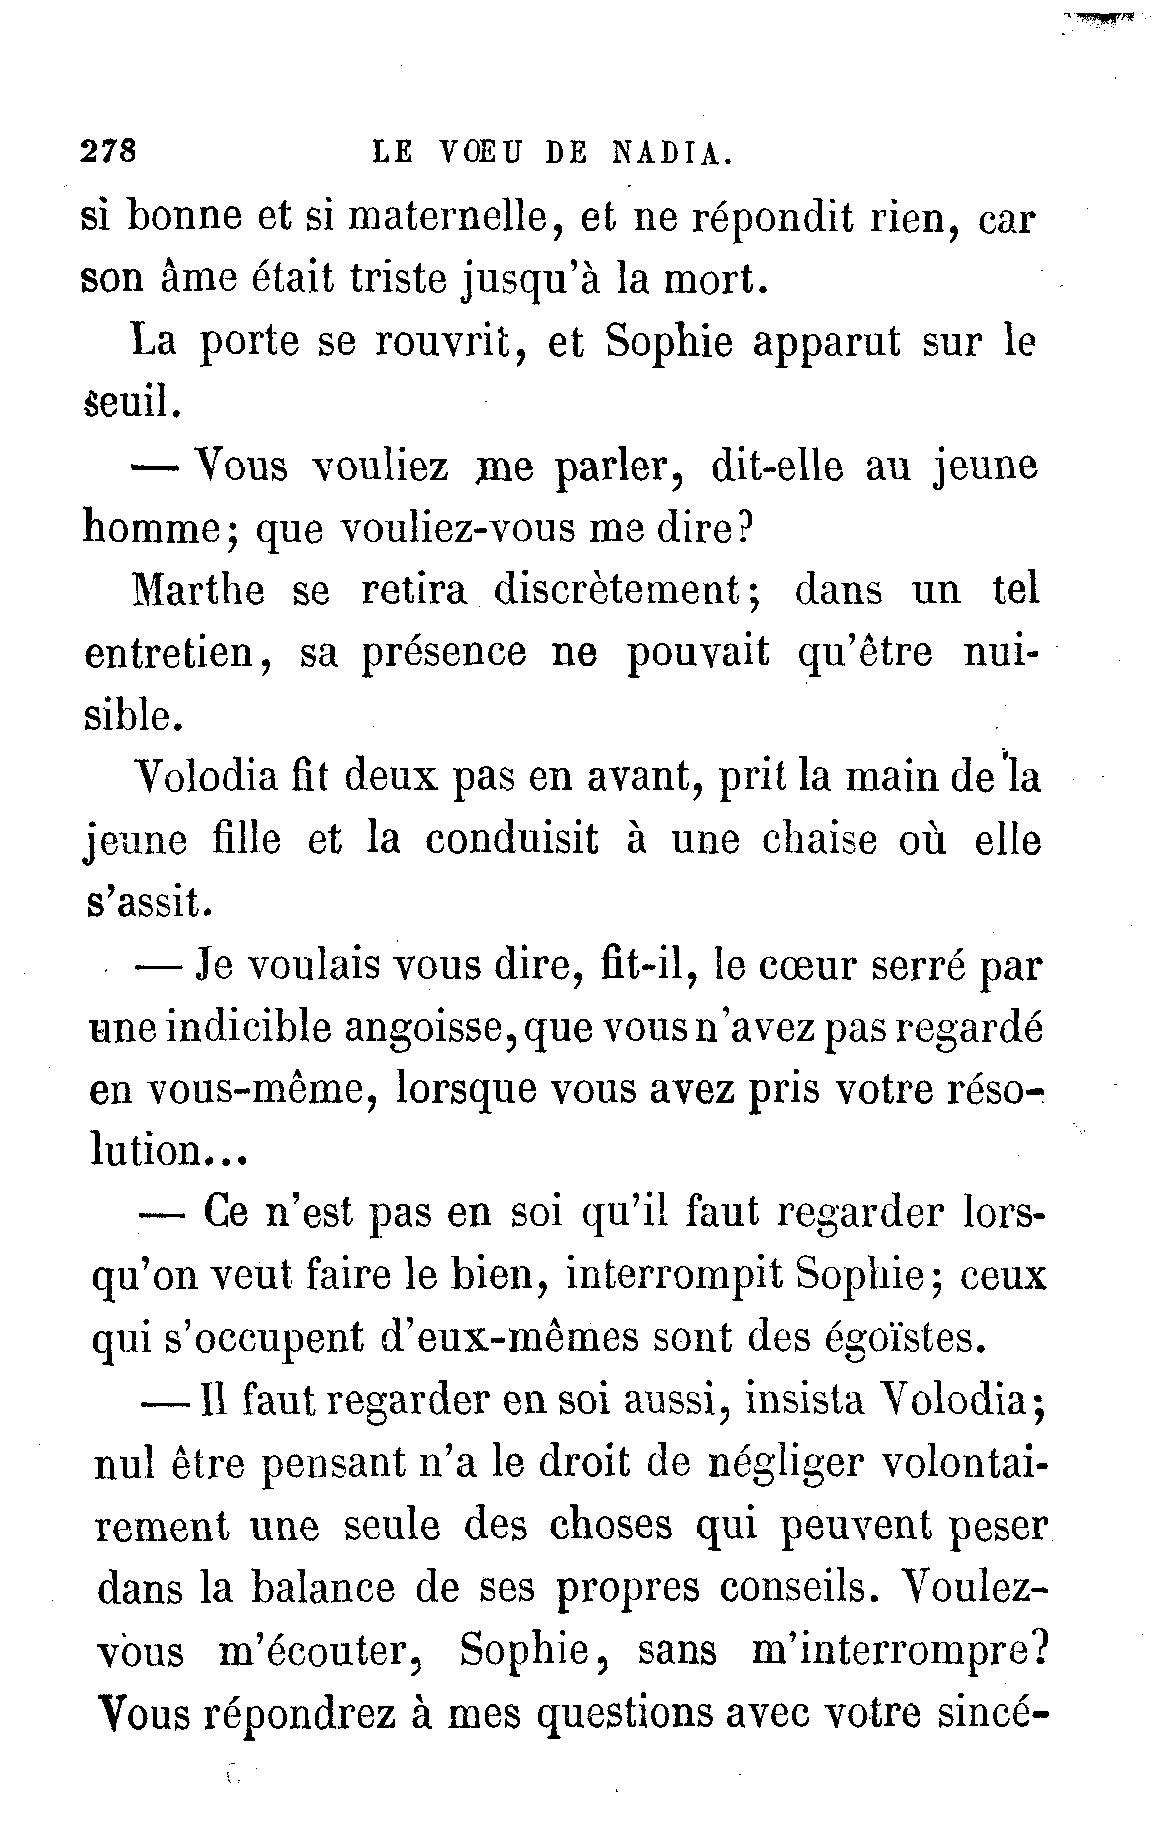 278 LE VŒU DE NADIA.
si bonne et si maternelle, et ne répondit rien, car
son âme était triste jusqu'à la mort.
La porte se rouvrit, et Sophie apparut sur le
seuil.
— Vous vouliez me parler, dit-elle au jeune
homme; que vouliez-vous me dire?
Marthe se retira discrètement; dans un tel
entretien, sa présence ne pouvait qu'être nui-
sible.
Volodia fit deux pas en avant, prit la main de la
jeune fille et la conduisit à une chaise où elle
s'assit.
— Je voulais vous dire, fit-il, le cœur serré par
une indicible angoisse, que vous n'avez pas regardé
en vous-même, lorsque vous avez pris votre réso-
lution...
— Ce n'est pas en soi qu'il faut regarder lors-
qu'on veut faire le bien, interrompit Sophie; ceux
qui s'occupent d'eux-mêmes sont des égoïstes.
— Il faut regarder en soi aussi, insista Volodia;
nul être pensant n'a le droit de négliger volontai-
rement une seule des choses qui peuvent peser
dans la balance de ses propres conseils. Voulez-
vous m'écouter, Sophie, sans m'interrompre?
Vous répondrez à mes questions avec votre sincé-